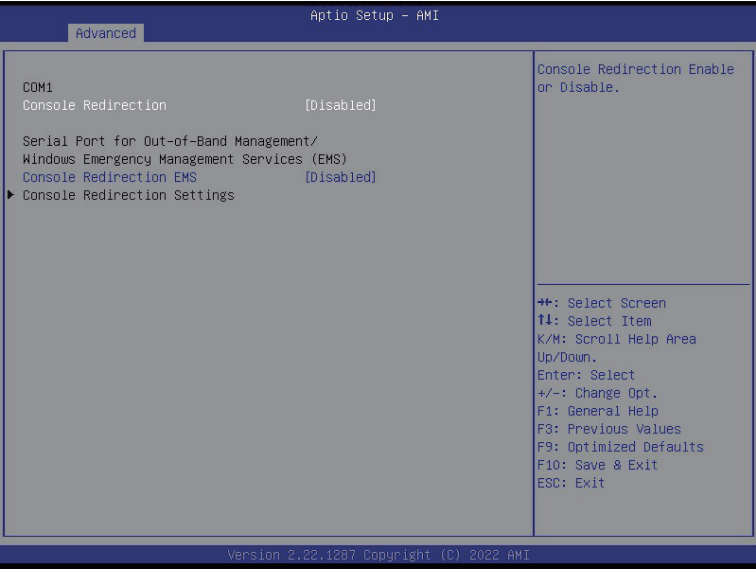 Aptio Setup – AMI
Advanced
COM1
Console Redirection [Disabled]
Serial Port for Out-of-Band Management/
Windows Emergency Management Services (EMS)
Console Redirection EMS [Disabled]
Console Redirection Settings
Console Redirection Enable
or Disable.
→←: Select Screen
↑↓: Select Item
K/M: Scroll Help Area
Up/Down.
Enter: Select
+/-: Change Opt.
F1: General Help
F3: Previous Values
F9: Optimized Defaults
F10: Save & Exit
ESC: Exit
Version 2.22.1287 Copyright (C) 2022 AMI